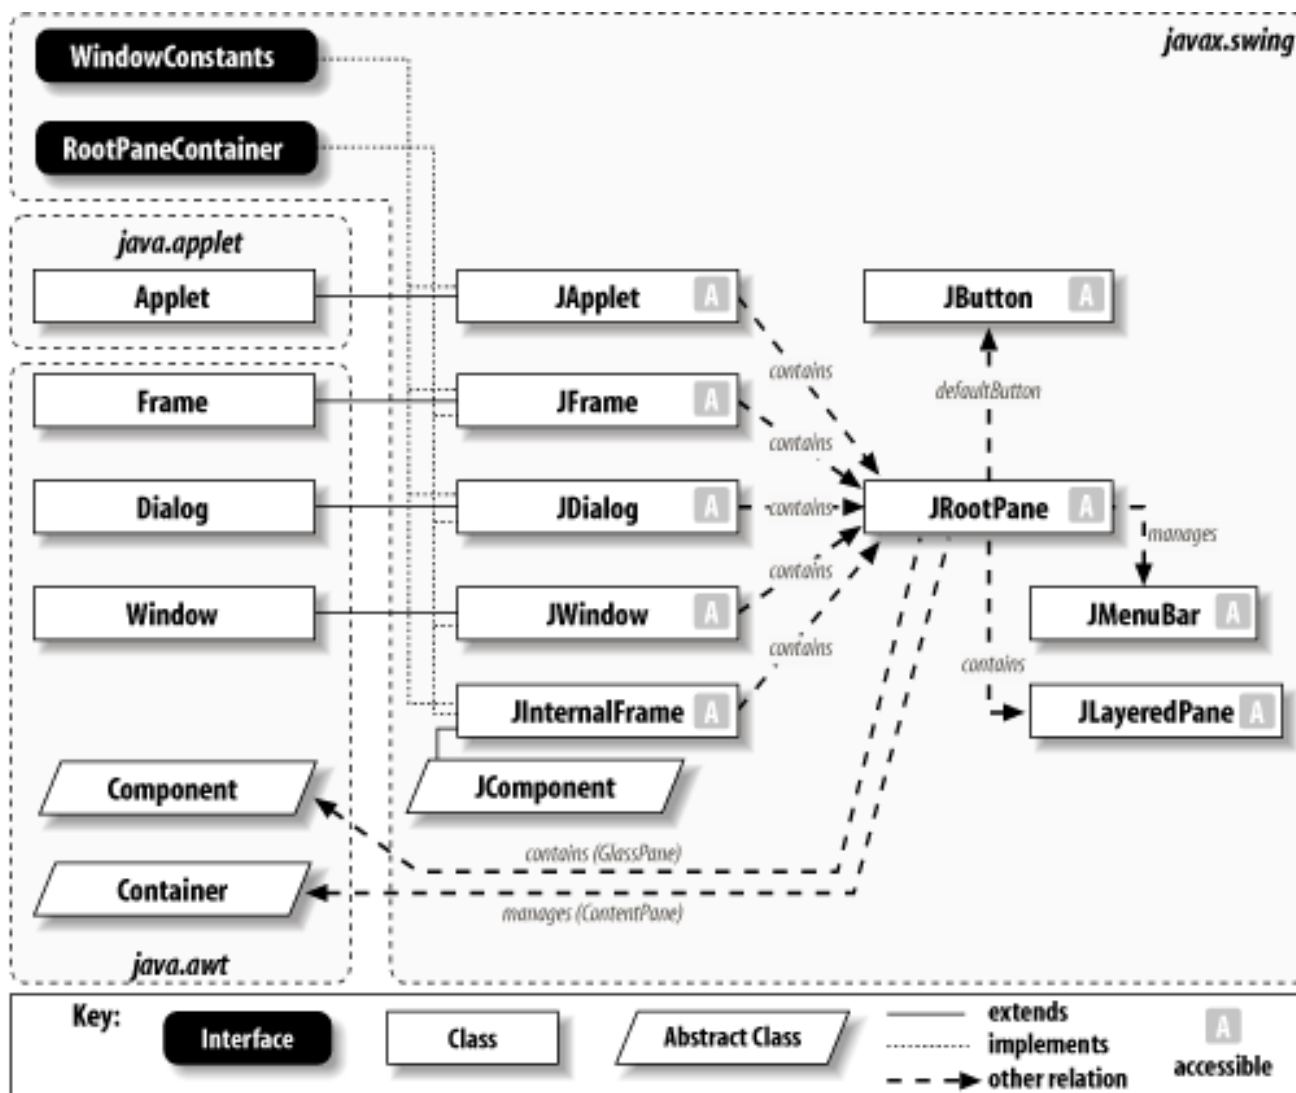 javax.swing
WindowConstants
RootPaneContainer
java.applet
Applet
JApplet A
JButton A
contains
defaultButton
Frame
JFrame A
contains
Dialog
JDialog A
contains
JRootPane A
manages
contains
Window
JWindow A
JMenuBar A
contains
contains
JInternalFrame A
JLayeredPane A
Component
JComponent
contains (GlassPane)
Container
manages (ContentPane)
java.awt
Key:
Interface
Class
Abstract Class
extends
implements
other relation
A
accessible